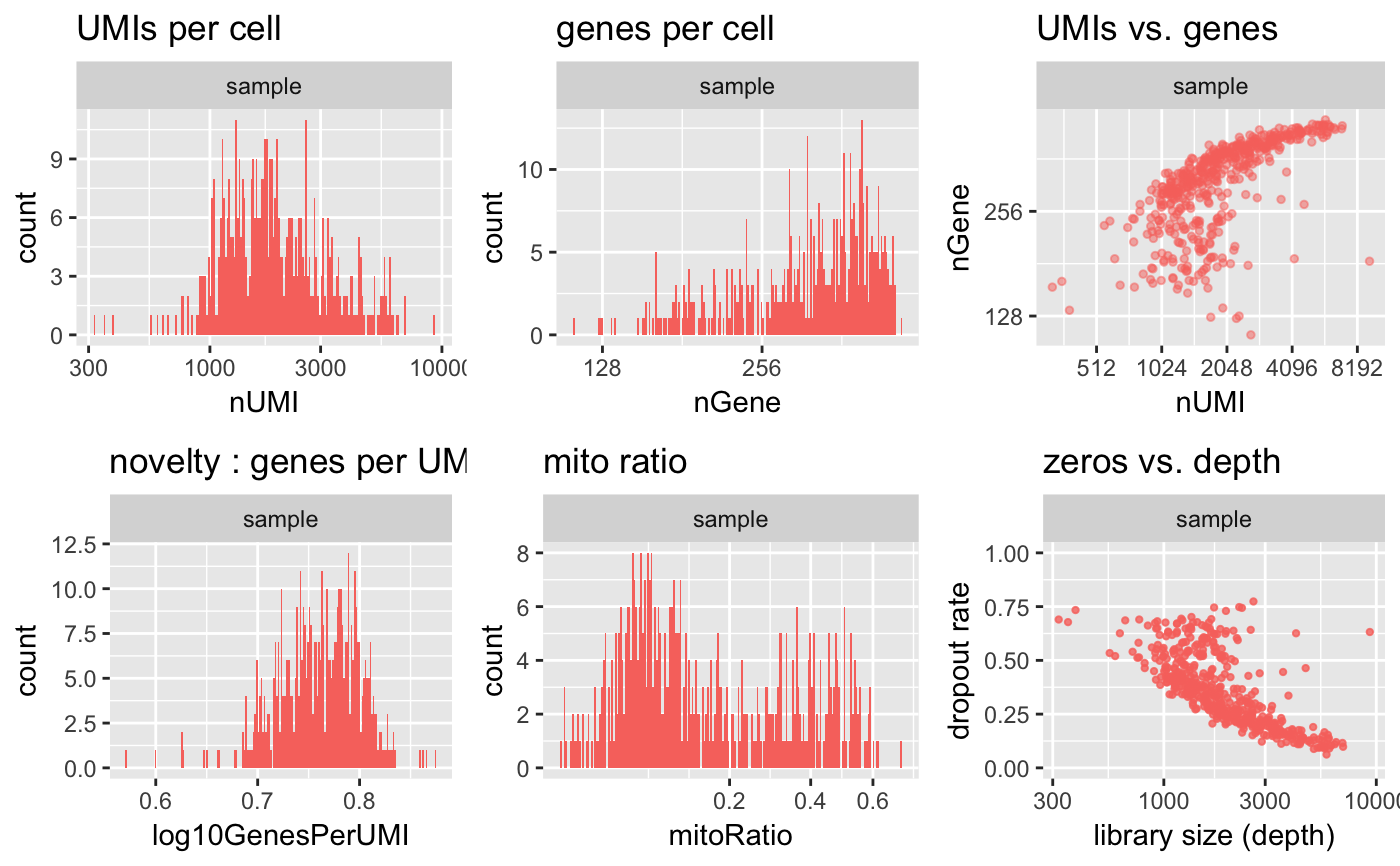 UMIs per cell
sample
9
6
3
0
count
300 1000 3000 10000
nUMI
genes per cell
sample
10
5
0
count
128 256
nGene
UMIs vs. genes
sample
256
128
nGene
512 1024 2048 4096 8192
nUMI
novelty : genes per UM
sample
12.5
10.0
7.5
5.0
2.5
0.0
count
0.6 0.7 0.8
log10GenesPerUMI
mito ratio
sample
8
6
4
2
0
count
0.2 0.4 0.6
mitoRatio
zeros vs. depth
sample
1.00
0.75
0.50
0.25
0.00
dropout rate
300 1000 3000 10000
library size (depth)